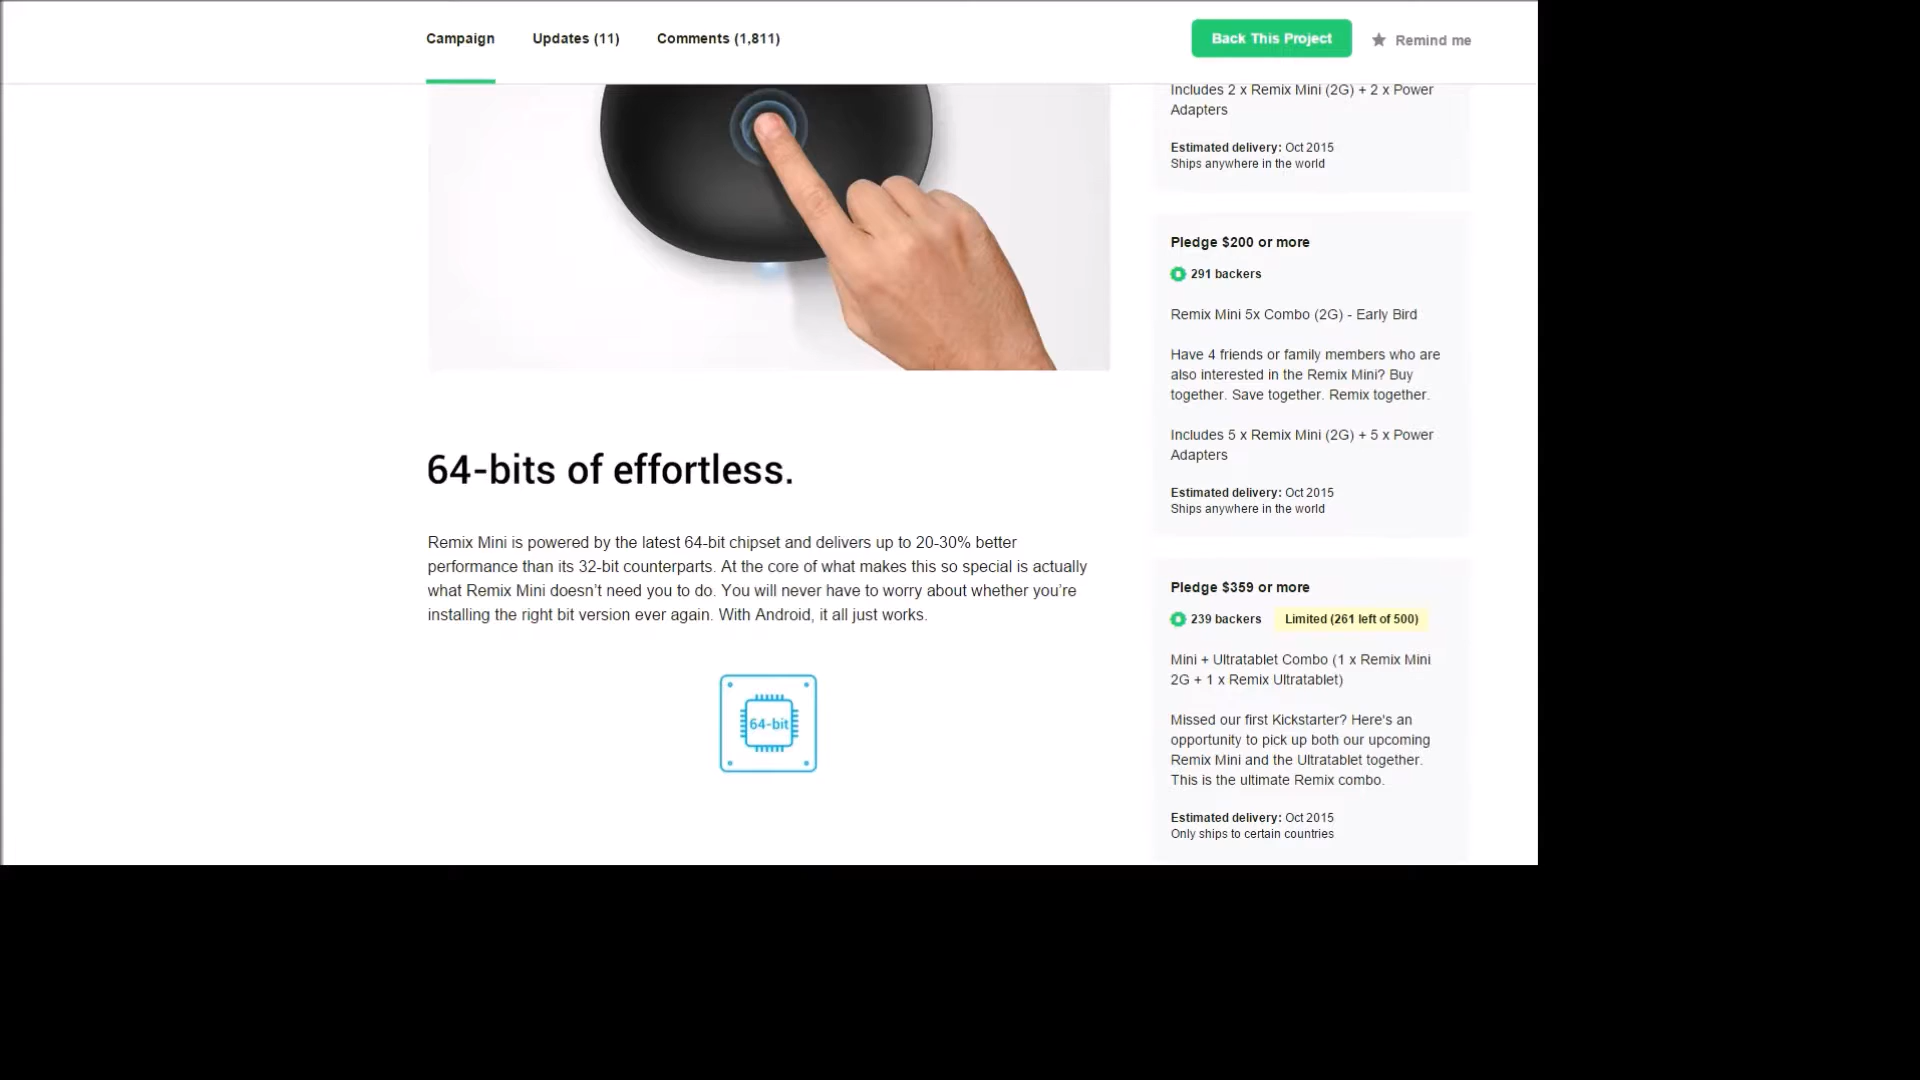 Campaign
Updates (11)
Comments (1,811)
Back This Project
Remind me
64-bits of effortless.
Remix Mini is powered by the latest 64-bit chipset and delivers up to 20-30% better
performance than its 32-bit counterparts. At the core of what makes this so special is actually
what Remix Mini doesn’t need you to do. You will never have to worry about whether you’re
installing the right bit version ever again. With Android, it all just works.
64-bit
Includes 2 x Remix Mini (2G) + 2 x Power
Adapters
Estimated delivery: Oct 2015
Ships anywhere in the world
Pledge $200 or more
291 backers
Remix Mini 5x Combo (2G) - Early Bird
Have 4 friends or family members who are
also interested in the Remix Mini? Buy
together. Save together. Remix together.
Includes 5 x Remix Mini (2G) + 5 x Power
Adapters
Estimated delivery: Oct 2015
Ships anywhere in the world
Pledge $359 or more
239 backers
Limited (261 left of 500)
Mini + Ultratablet Combo (1 x Remix Mini
2G + 1 x Remix Ultratablet)
Missed our first Kickstarter? Here's an
opportunity to pick up both our upcoming
Remix Mini and the Ultratablet together.
This is the ultimate Remix combo.
Estimated delivery: Oct 2015
Only ships to certain countries